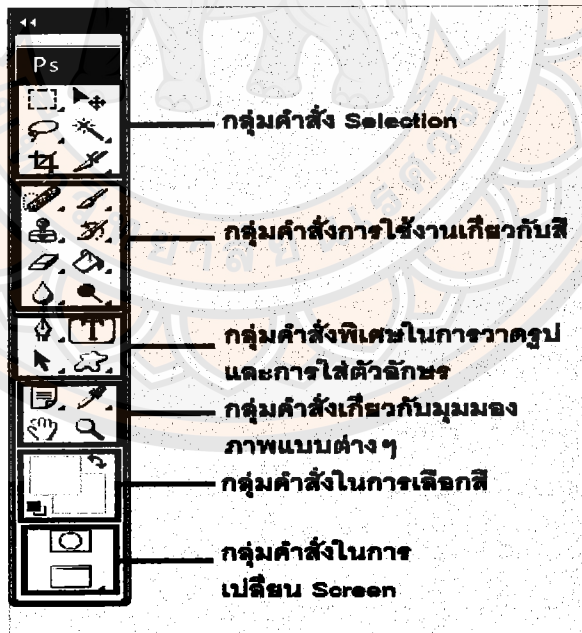 Ps
กลุ่มคำสั่ง Selection
กลุ่มคำสั่งการใช้งานเกี่ยวกับสี
T
กลุ่มคำสั่งพิเศษในการวาดรูป
และการใส่ตัวอักษร
กลุ่มคำสั่งเกี่ยวกับมุมมอง
ภาพแบบต่างๆ
กลุ่มคำสั่งในการเลือกสี
กลุ่มคำสั่งในการ
เปลี่ยน Screen